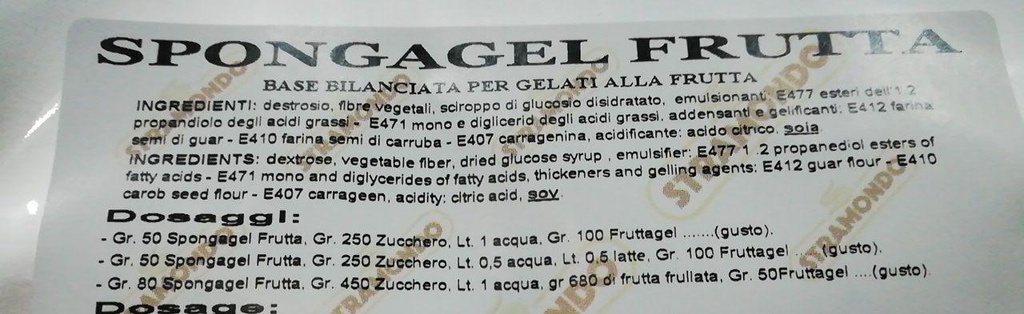 SPONGAGEL FRUTTA
BASE BILANCIATA PER GELATI ALLA FRUTTA
INGREDIENTI: destrosio, fibre vegetali, sciroppo di glucosio disidratato, emulsionanti: E477 esteri dell'1.2
propandiolo degli acidi grassi - E471 mono e digliceridi degli acidi grassi, addensanti e gelificanti: E412 farina
semi di guar - E410 farina semi di carruba - E407 carragenina, acidificante: acido citrico, soia.
INGREDIENTS: dextrose, vegetable fiber, dried glucose syrup , emulsifier: E477 1 .2 propanediol esters of
fatty acids - E471 mono and diglycerides of fatty acids, thickeners and gelling agents: E412 guar flour - E410
carob seed flour - E407 carrageen, acidity: citric acid, soy.
Dosaggi:
- Gr. 50 Spongagel Frutta, Gr. 250 Zucchero, Lt. 1 acqua, Gr. 100 Fruttagel .......(gusto).
- Gr. 50 Spongagel Frutta, Gr. 250 Zucchero, Lt. 0,5 acqua, Lt. 0,5 latte, Gr. 100 Fruttagel .....(gusto).
- Gr. 80 Spongagel Frutta, Gr. 450 Zucchero, Lt. 1 acqua, gr 680 di frutta frullata, Gr. 50Fruttagel ....(gusto).
Dosage:
STRAMONDO
STRAMONDO
STRAMONDO
STRAMONDO
STRAMONDO